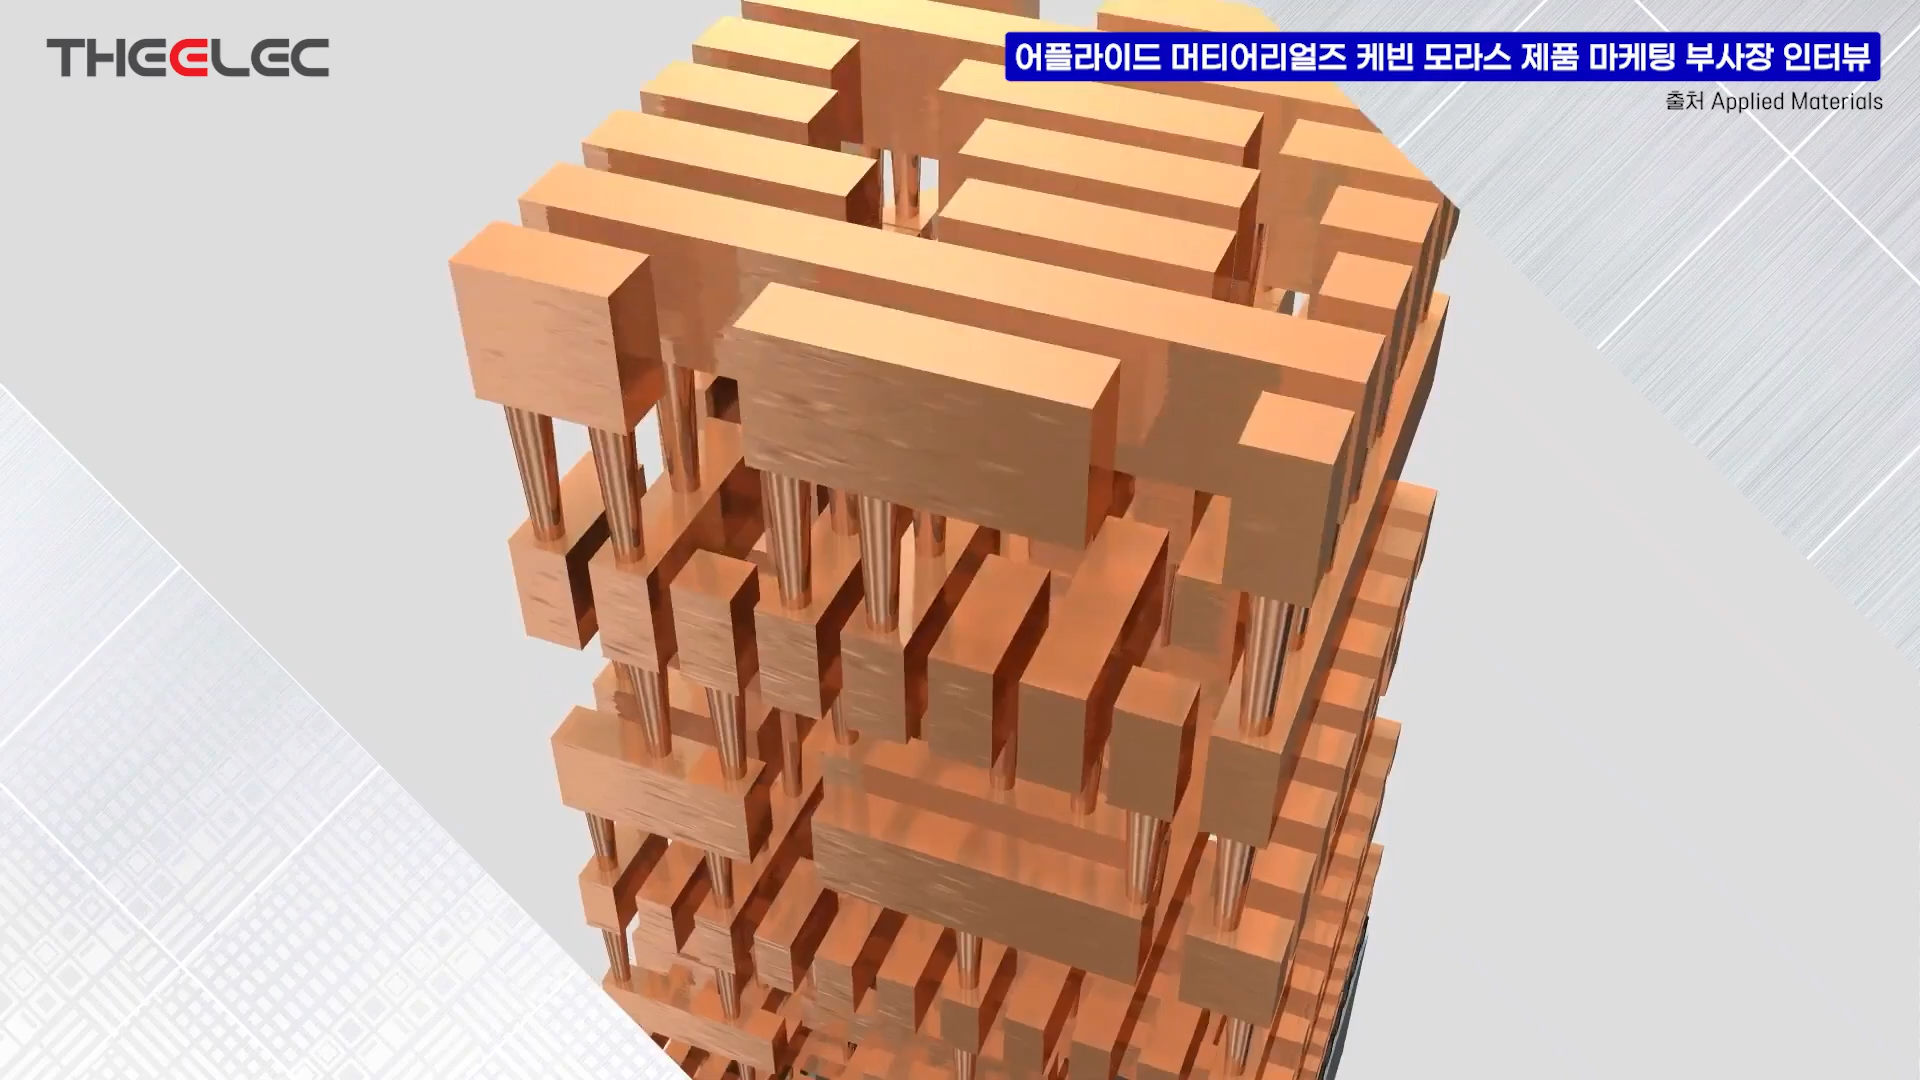 THEELEC
어플라이드 머티어리얼즈 케빈 모라스 제품 마케팅 부사장 인터뷰
출처 Applied Materials